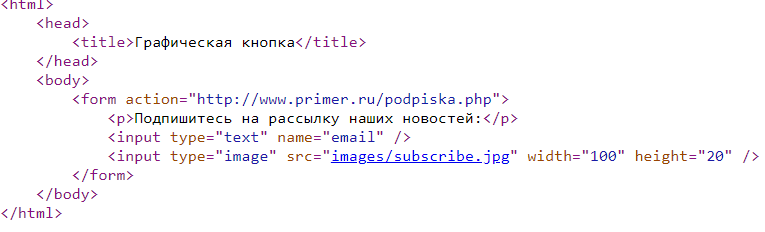 <html>
<head>
<title>Графическая кнопка</title>
</head>
<body>
<form action="http://www.primer.ru/podpiska.php">
<p>Подпишитесь на рассылку наших новостей:</p>
<input type="text" name="email" />
<input type="image" src="images/subscribe.jpg" width="100" height="20" />
</form>
</body>
</html>